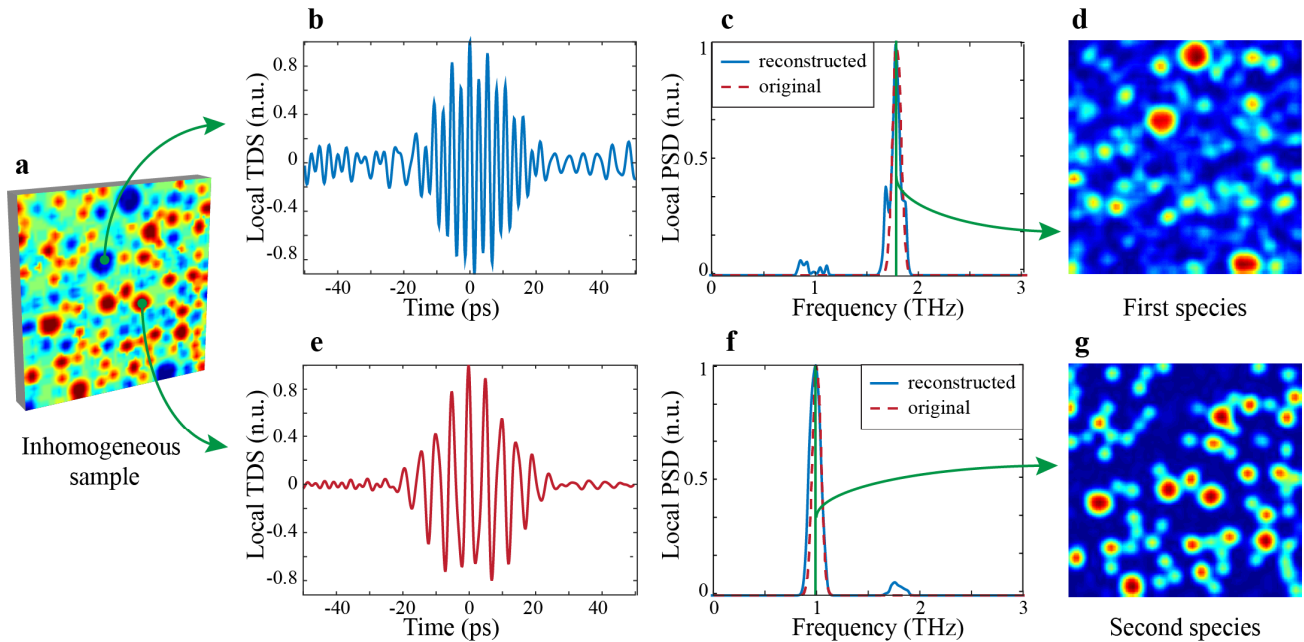 a
Inhomogeneous
sample
b
Local TDS (n.u.)
0.8
0.4
0
-0.4
-0.8
-40 -20 0 20 40
Time (ps)
c
reconstructed
original
Local PSD (n.u.)
1
0.5
0
0 1 2 3
Frequency (THz)
d
First species
e
Local TDS (n.u.)
0.8
0.4
0
-0.4
-0.8
-40 -20 0 20 40
Time (ps)
f
reconstructed
original
Local PSD (n.u.)
1
0.5
0
0 1 2 3
Frequency (THz)
g
Second species